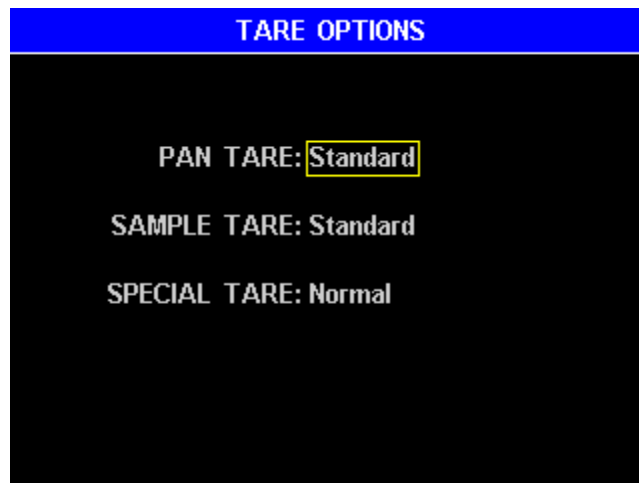 TARE OPTIONS
PAN TARE: Standard
SAMPLE TARE: Standard
SPECIAL TARE: Normal